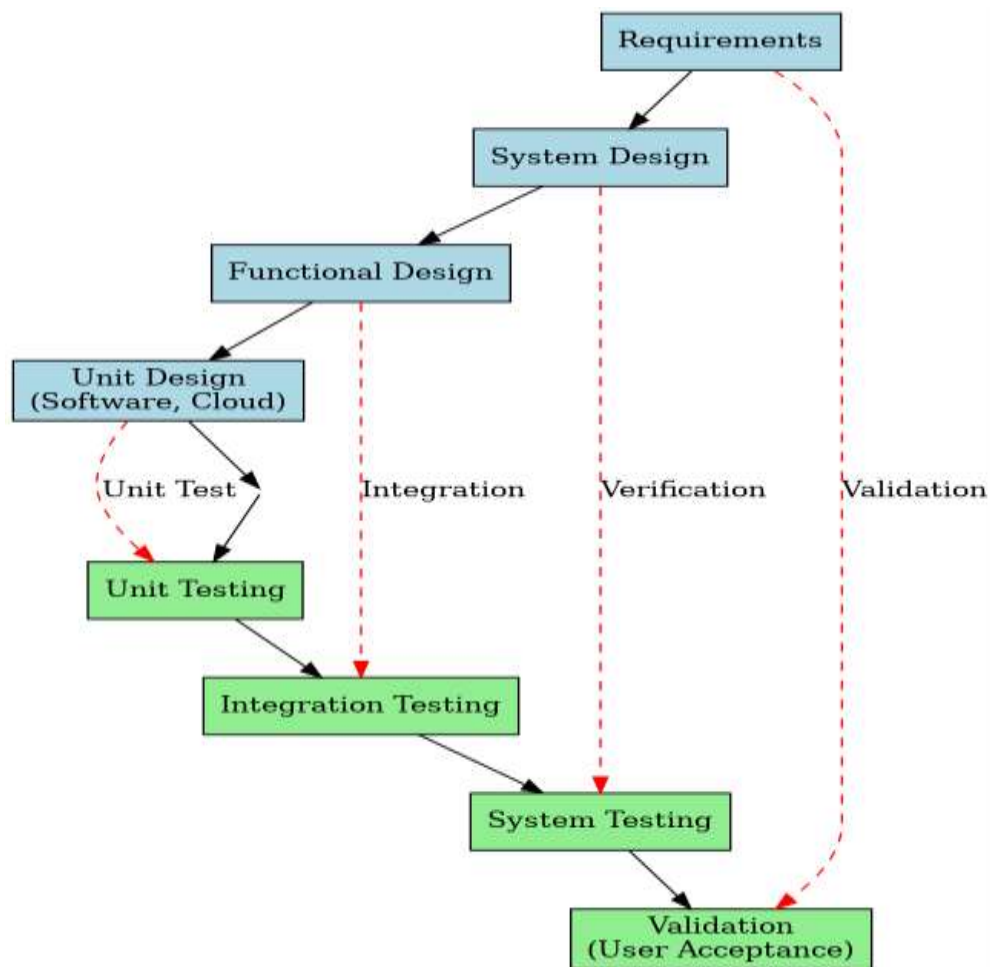 Requirements
System Design
Functional Design
Unit Design
(Software, Cloud)
Unit Test
Integration
Verification
Validation
Unit Testing
Integration Testing
System Testing
Validation
(User Acceptance)